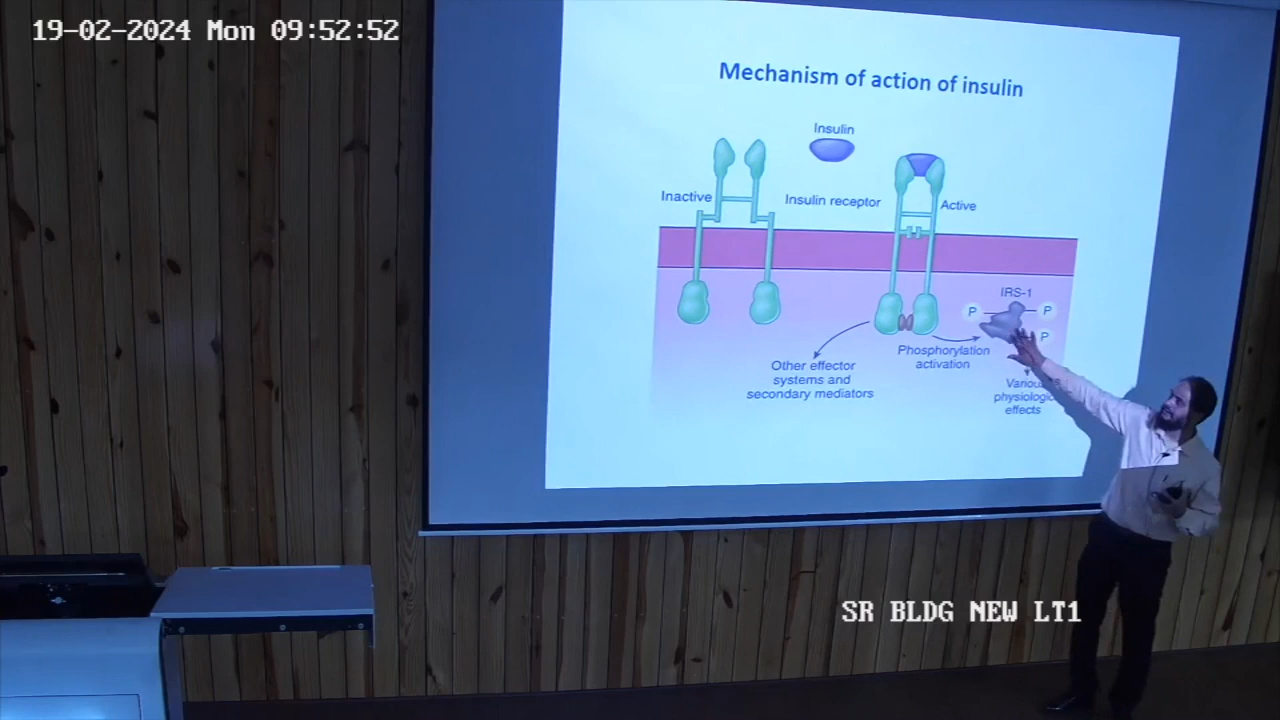 19-02-2024 Mon 09:52:52
Mechanism of action of insulin
Insulin
Inactive
Insulin receptor
Active
IRS-1
P
P
P
Phosphorylation
activation
Other effector
systems and
secondary mediators
effects
SR BLDG NEW LT1